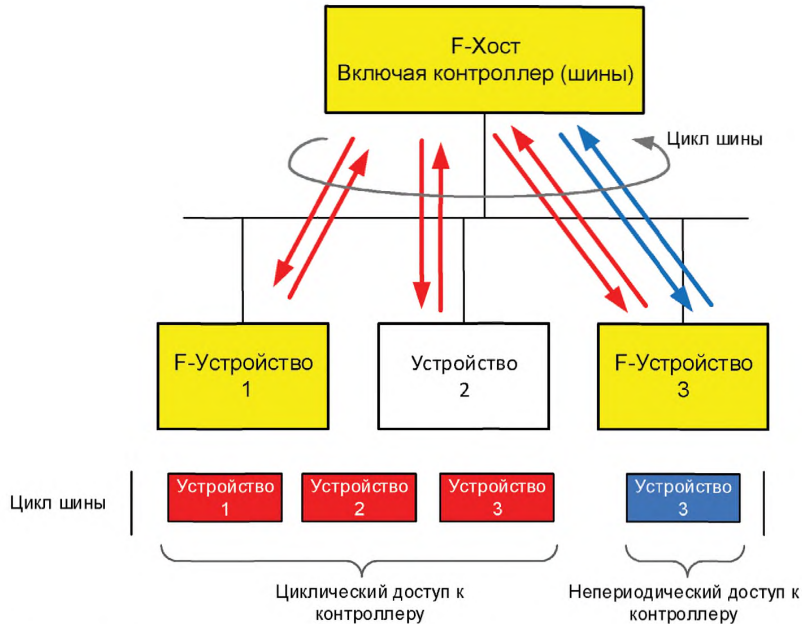 F-Хост
Включая контроллер (шины)
Цикл шины
F-Устройство
1
Устройство
2
F-Устройство
3
Цикл шины
Устройство
1
Устройство
2
Устройство
3
Устройство
3
Циклический доступ к
контроллеру
Непериодический доступ к
контроллеру